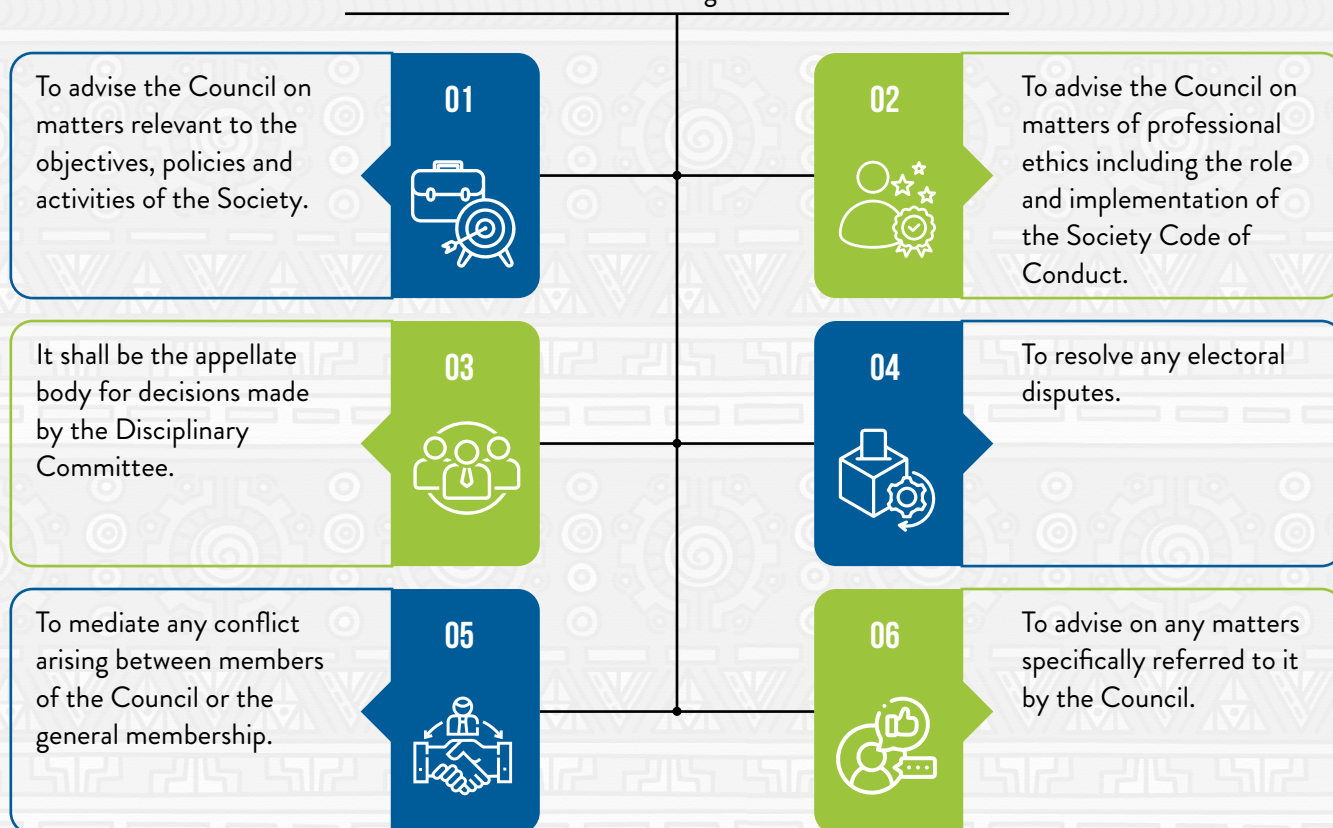 01
To advise the Council on
matters relevant to the
objectives, policies and
activities of the Society.
02
To advise the Council on
matters of professional
ethics including the role
and implementation of
the Society Code of
Conduct.
03
It shall be the appellate
body for decisions made
by the Disciplinary
Committee.
04
To resolve any electoral
disputes.
05
To mediate any conflict
arising between members
of the Council or the
general membership.
06
To advise on any matters
specifically referred to it
by the Council.